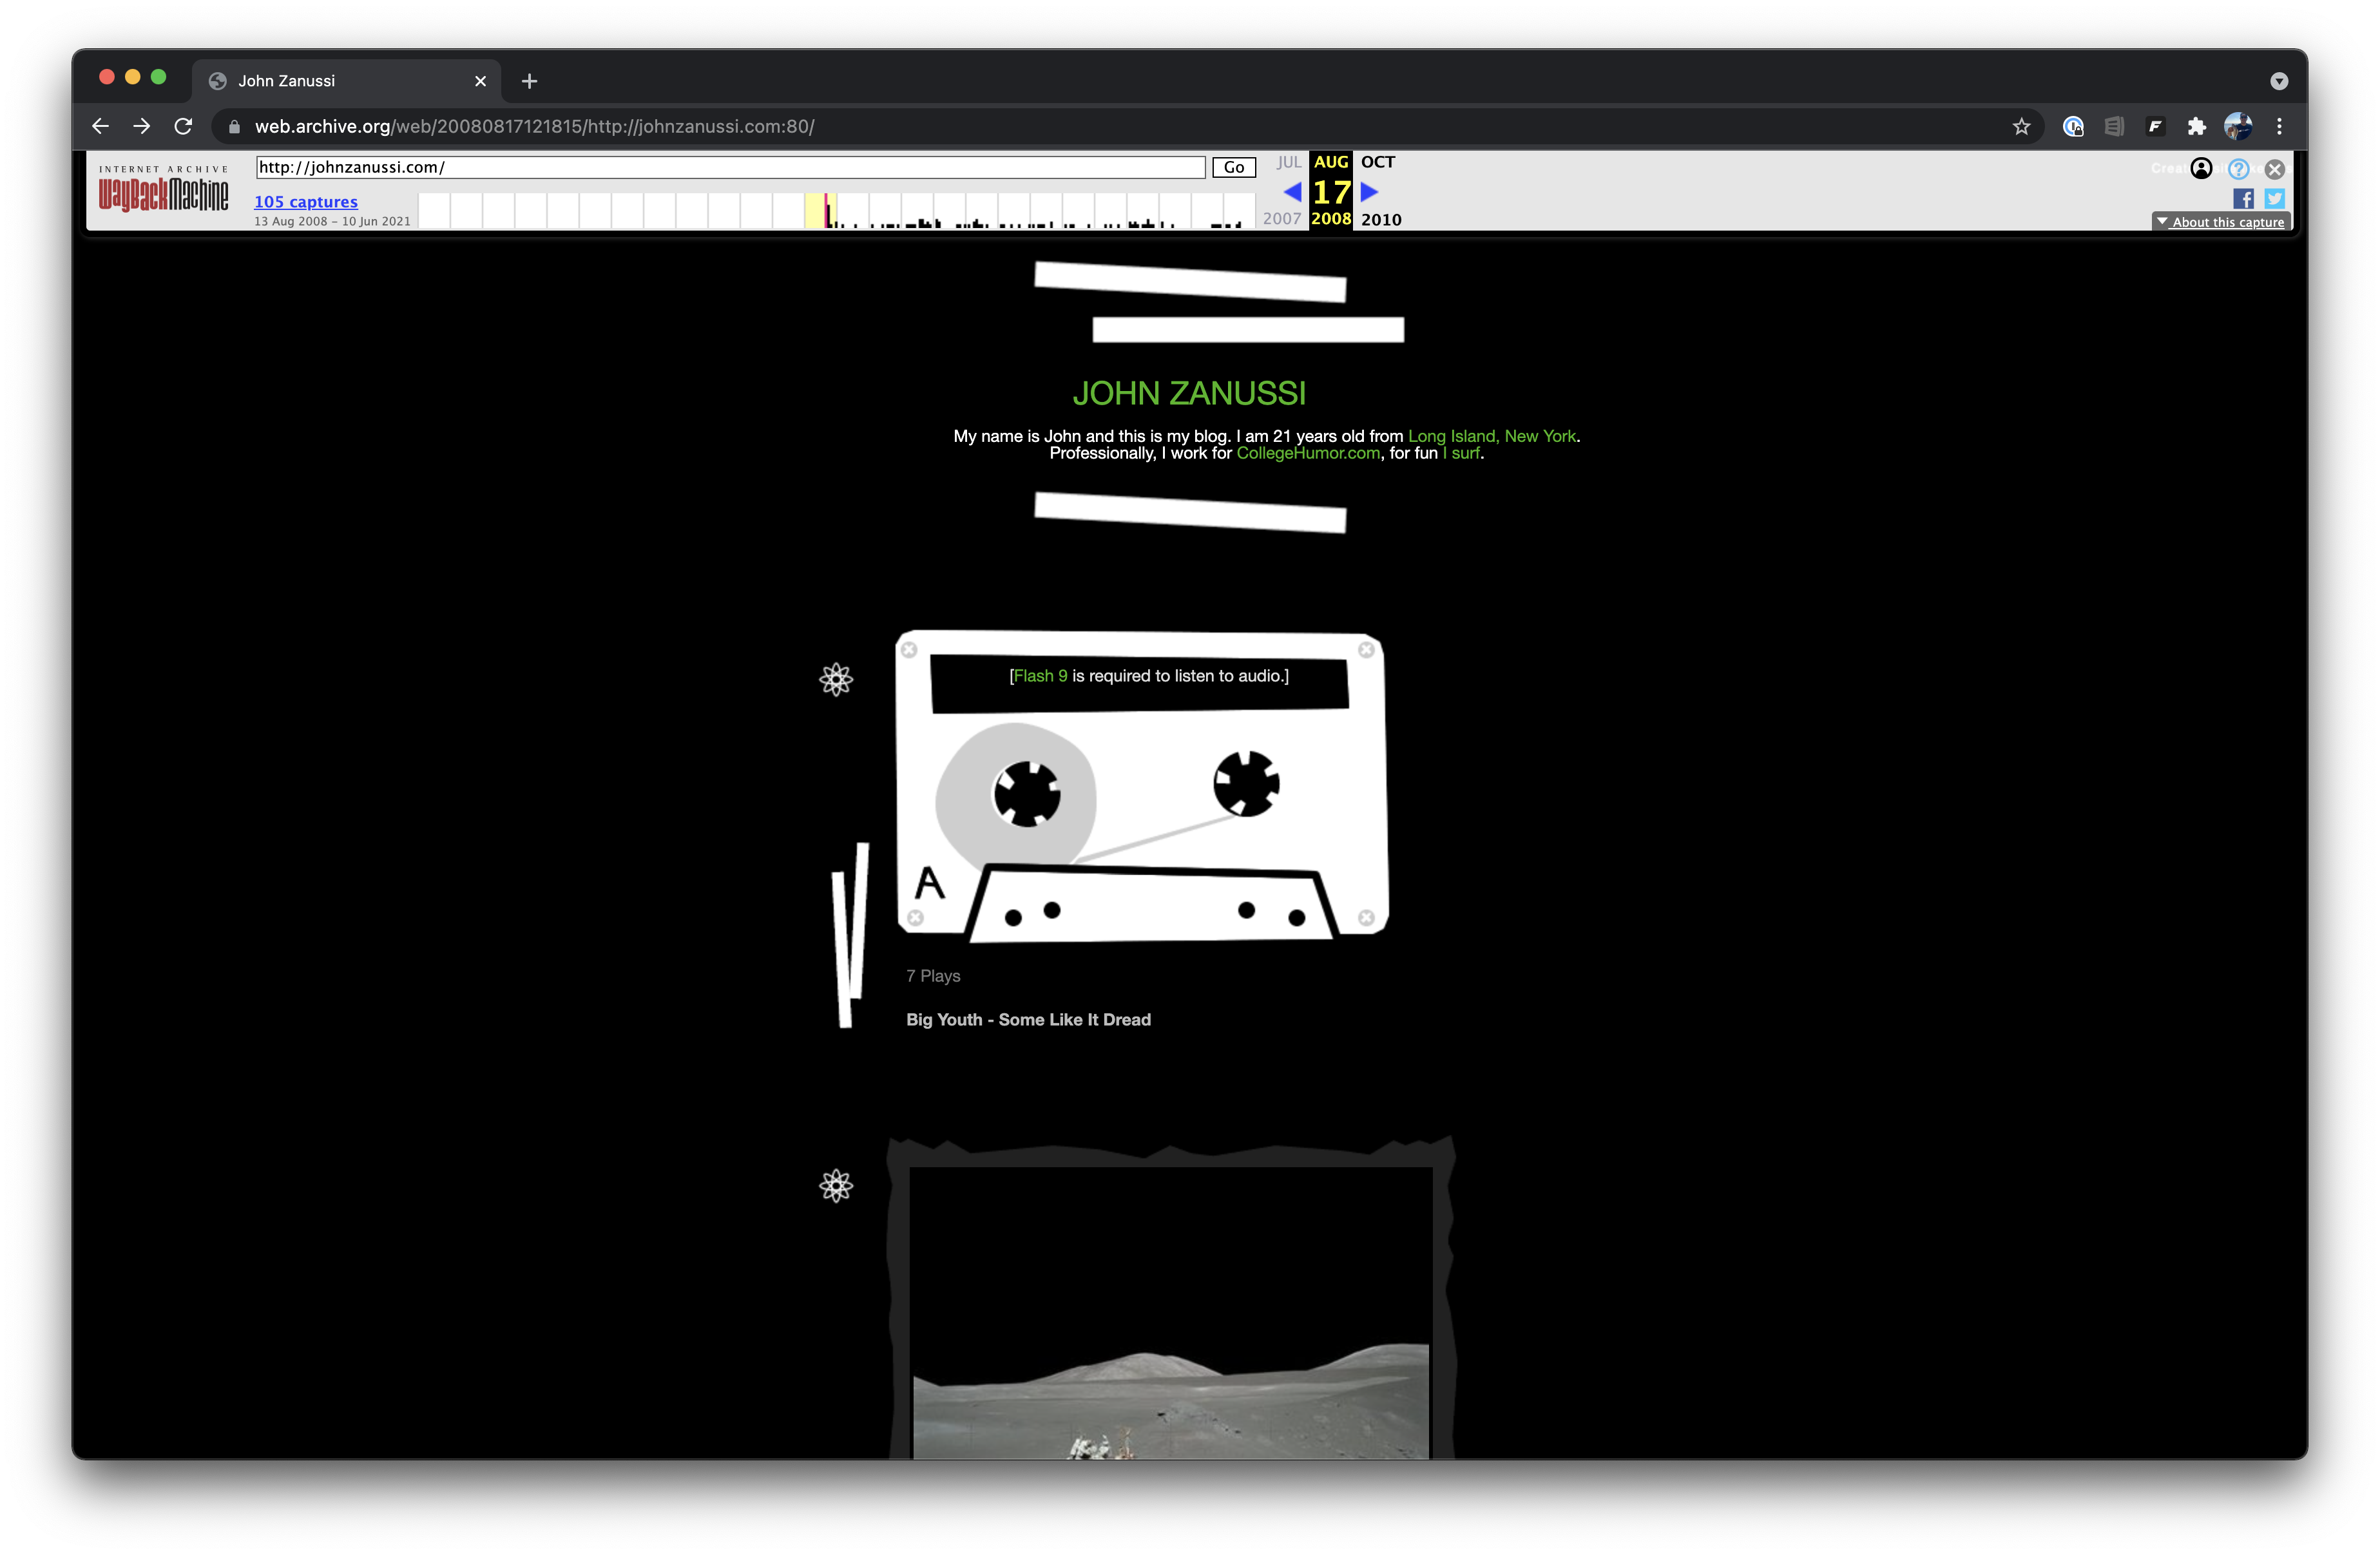 John Zanussi
web.archive.org/web/20080817121815/http://johnzanussi.com:80/
INTERNET ARCHIVE
WayBackMachine
http://johnzanussi.com/
Go
105 captures
13 Aug 2008 – 10 Jun 2021
JUL AUG OCT
17
2007 2008 2010
f
About this capture
JOHN ZANUSSI
My name is John and this is my blog. I am 21 years old from Long Island, New York.
Professionally, I work for CollegeHumor.com, for fun I surf.
[Flash 9 is required to listen to audio.]
A
7 Plays
Big Youth - Some Like It Dread